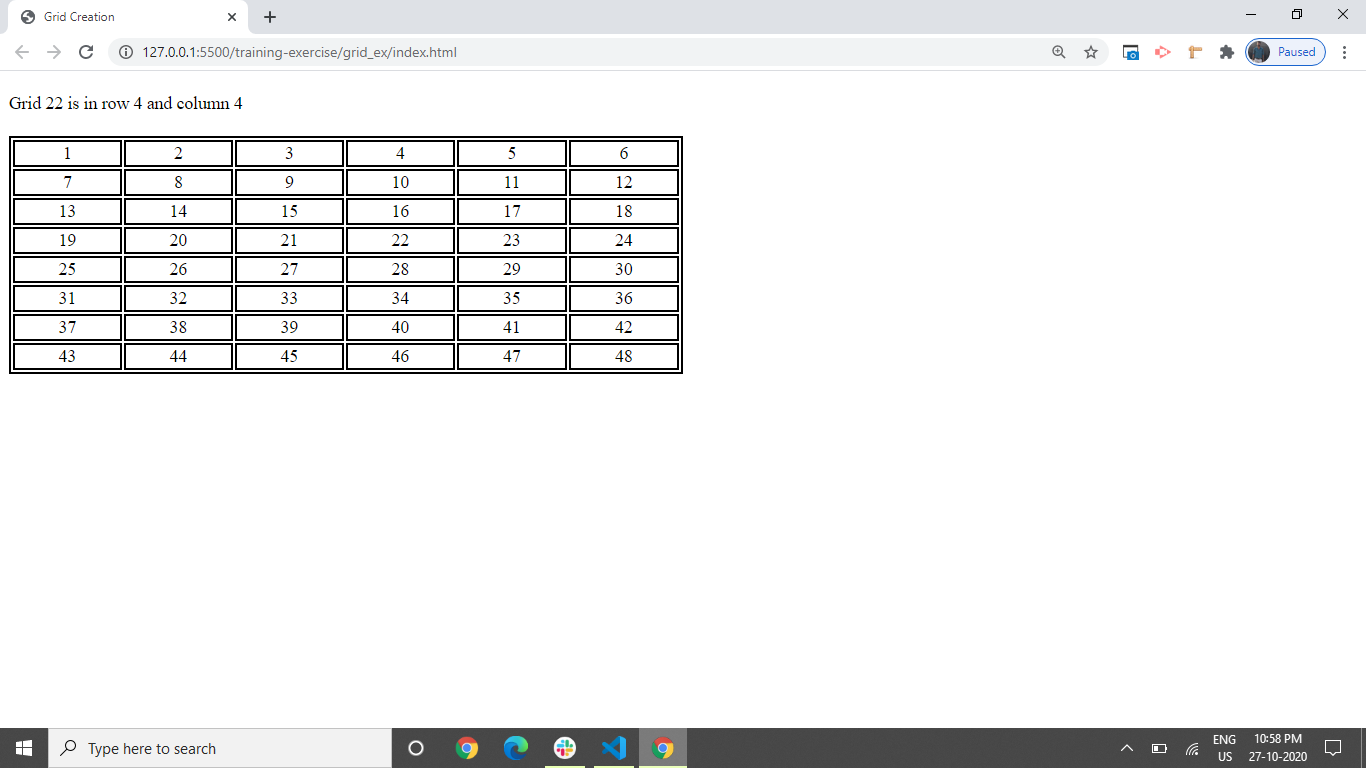 Grid Creation
127.0.0.1:5500/training-exercise/grid_ex/index.html
Paused
Grid 22 is in row 4 and column 4
1 2 3 4 5 6
7 8 9 10 11 12
13 14 15 16 17 18
19 20 21 22 23 24
25 26 27 28 29 30
31 32 33 34 35 36
37 38 39 40 41 42
43 44 45 46 47 48
Type here to search
ENG
US
10:58 PM
27-10-2020